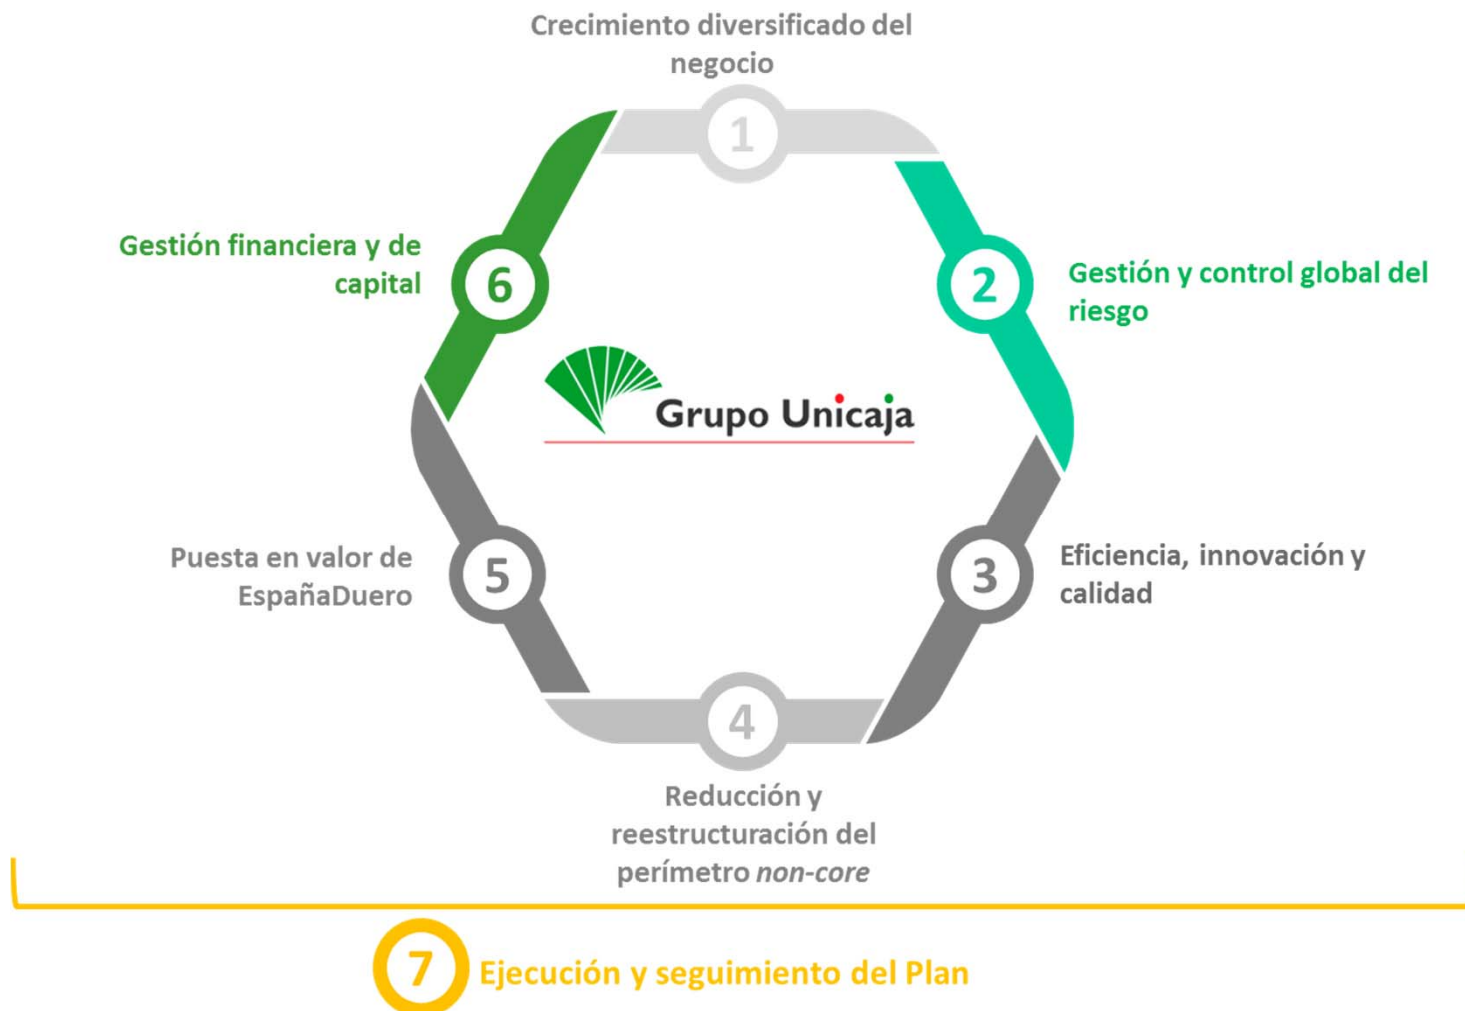 Crecimiento diversificado del
negocio
1
2
Gestión y control global del
riesgo
3
Eficiencia, innovación y
calidad
4
Reducción y
reestructuración del
perímetro non-core
5
Puesta en valor de
EspañaDuero
6
Gestión financiera y de
capital
Grupo Unicaja
7
Ejecución y seguimiento del Plan